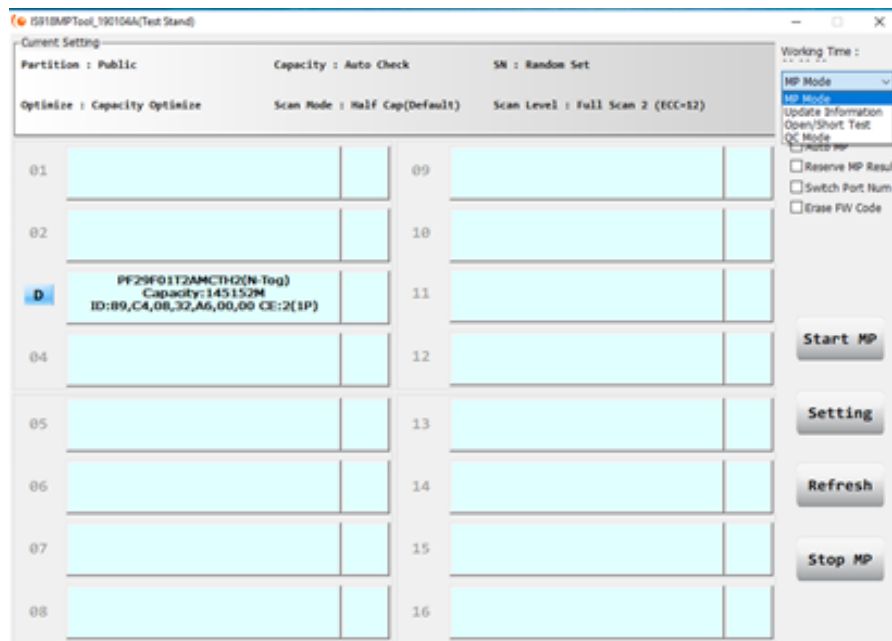 IS918MPTool_190104A(Test Stand)
Current Setting
Partition : Public
Capacity : Auto Check
SN : Random Set
Optimize : Capacity Optimize
Scan Mode : Half Cap(Default)
Scan Level : Full Scan 2 (ECC=12)
Working Time :
MP Mode
MP Mode
Update Information
Open/Short Test
QC Mode
Auto MP
Reserve MP Resul
Switch Port Num
Erase FW Code
01
09
02
10
D
PF29F01T2AMCTH2(N-Tog)
Capacity:145152M
ID:89,C4,08,32,A6,00,00 CE:2(1P)
11
04
12
05
13
06
14
07
15
08
16
Start MP
Setting
Refresh
Stop MP